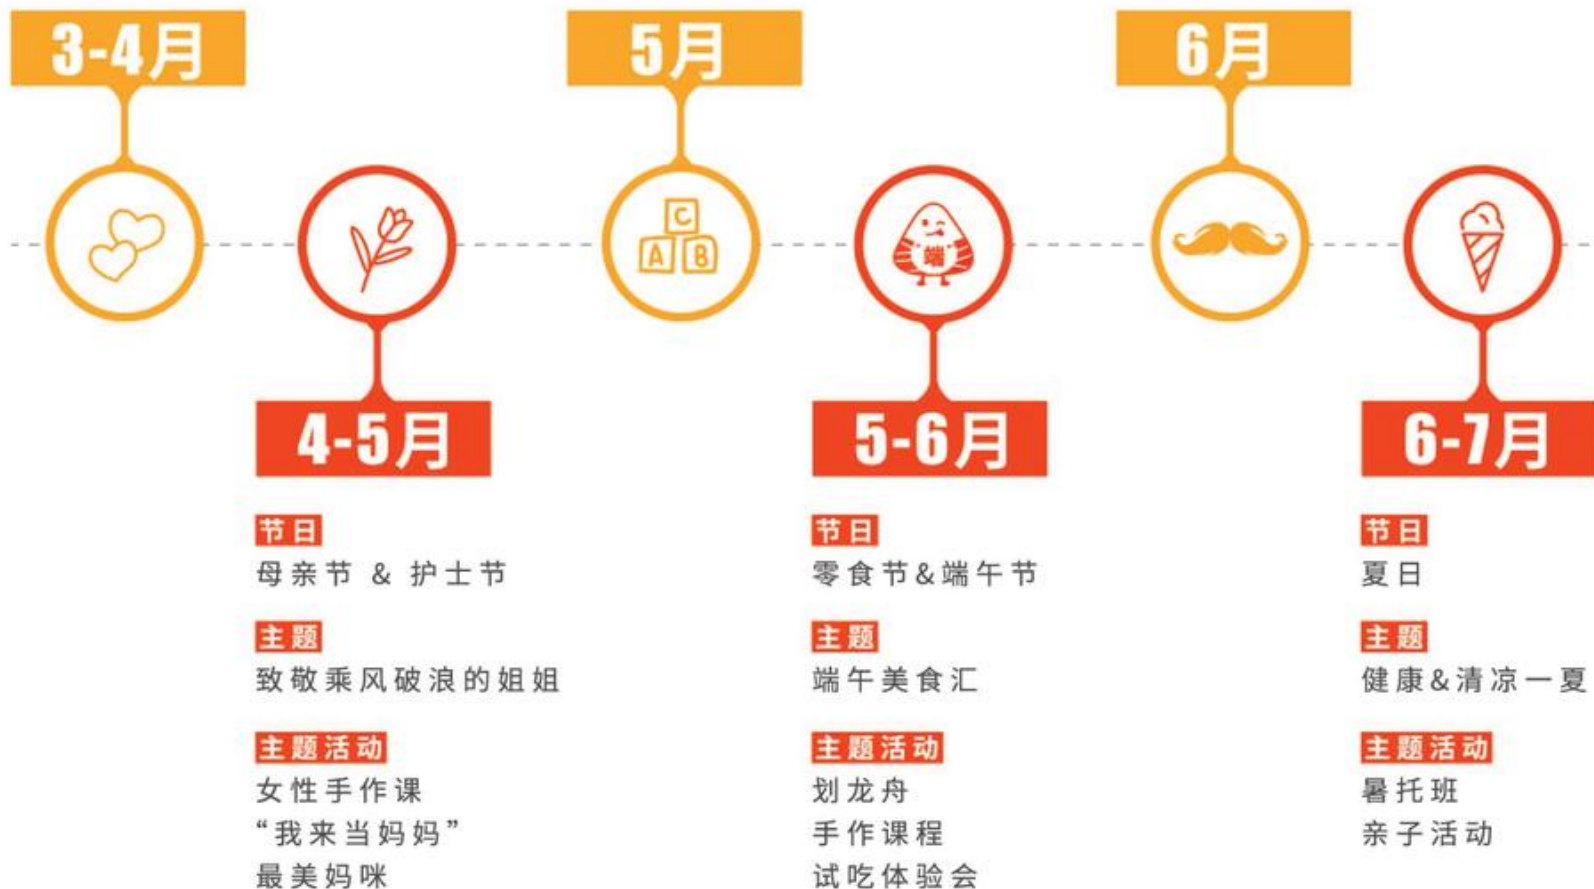 3-4月
5月
6月
C
A B
端
4-5月
节日
母亲节 & 护士节
主题
致敬乘风破浪的姐姐
主题活动
女性手作课
“我来当妈妈”
最美妈咪
5-6月
节日
零食节&端午节
主题
端午美食汇
主题活动
划龙舟
手作课程
试吃体验会
6-7月
节日
夏日
主题
健康&清凉一夏
主题活动
暑托班
亲子活动